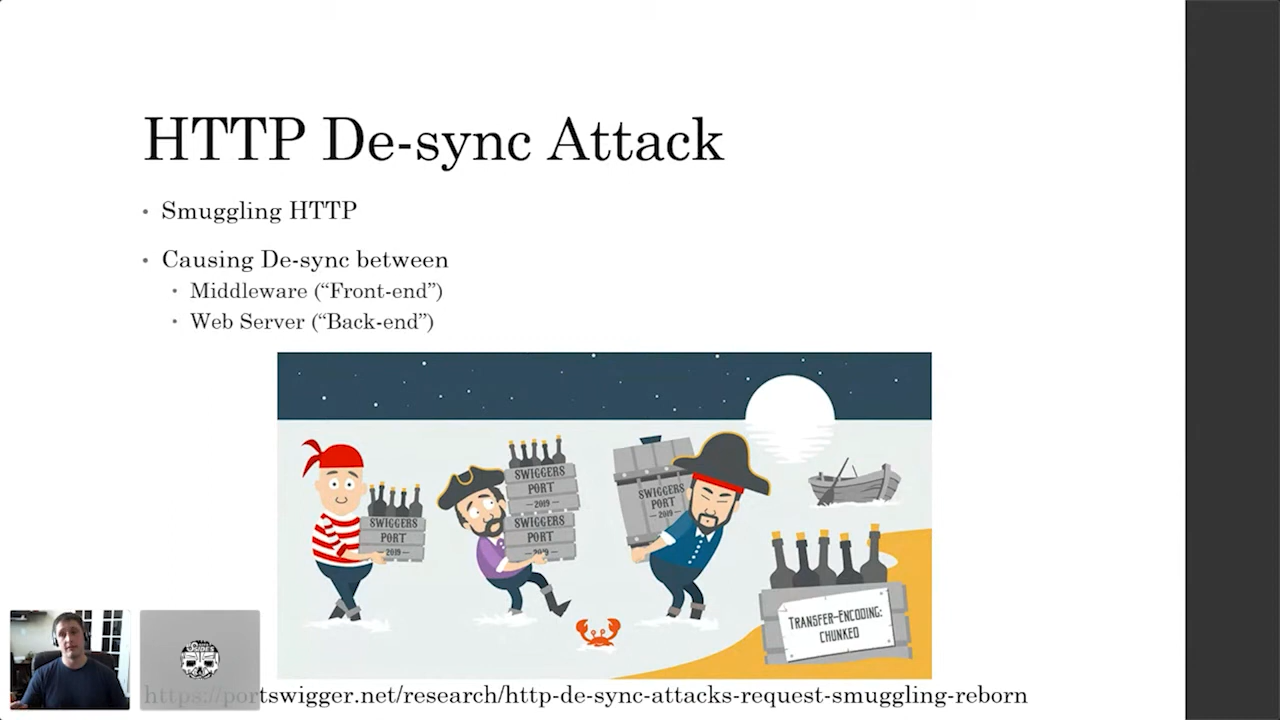 HTTP De-sync Attack
• Smuggling HTTP
• Causing De-sync between
• Middleware (“Front-end”)
• Web Server (“Back-end”)
SWIGGERS
PORT
2019
SWIGGERS
PORT
— 2019 —
SWIGGERS
PORT
2019
SWIGGERS
PORT
— 2019 —
TRANSFER-ENCODING:
CHUNKED
SIDES
https://portswigger.net/research/http-de-sync-attacks-request-smuggling-reborn